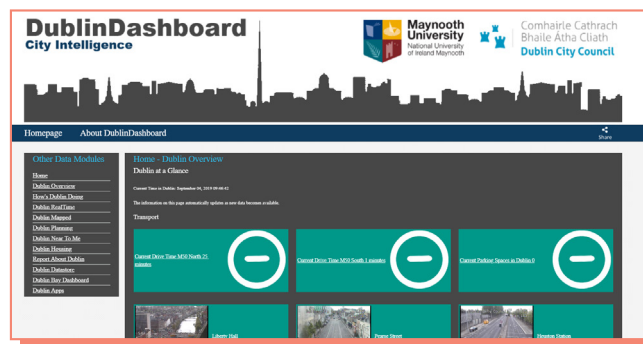 DublinDashboard
City Intelligence
Maynooth
University
National University
of Ireland Maynooth
Comhairle Cathrach
Bhaile Átha Cliath
Dublin City Council
Homepage About DublinDashboard
Share
Other Data Modules
Home
Dublin Overview
How's Dublin Doing
Dublin RealTime
Dublin Mapped
Dublin Planning
Dublin Near To Me
Dublin Housing
Report About Dublin
Dublin Datastore
Dublin Bay Dashboard
Dublin Apps
Home - Dublin Overview
Dublin at a Glance
Current Time in Dublin: September 04, 2019 09:46:42
The information on this page automatically updates as new data becomes available.
Transport
Current Drive Time M50 North 25
minutes
Current Drive Time M50 South 1 minutes
Current Parking Spaces in Dublin 0
Liberty Hall
Pearse Street
Heuston Station